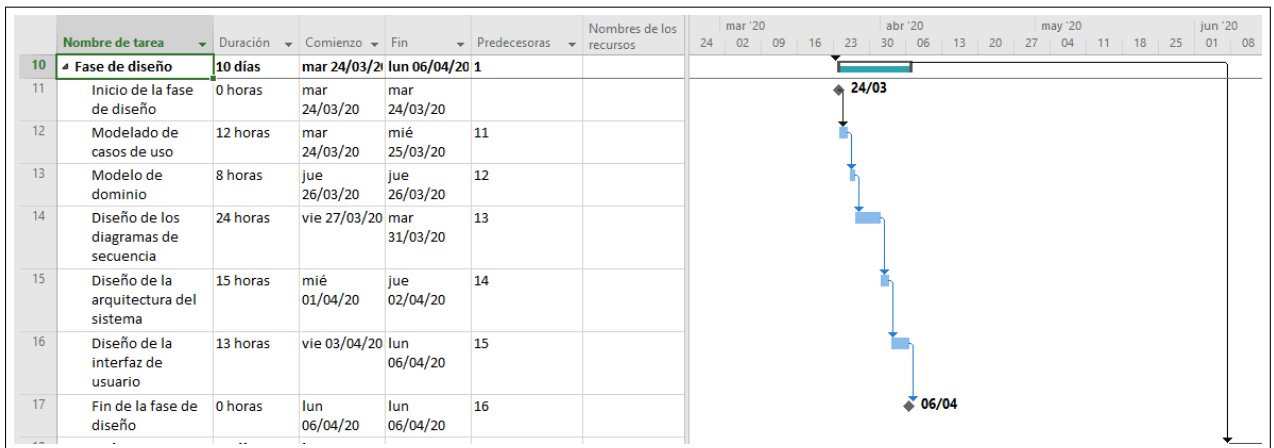 Nombre de tarea Duración Comienzo Fin Predecesoras Nombres de los recursos
mar '20 abr '20 may '20 jun '20
24 02 09 16 23 30 06 13 20 27 04 11 18 25 01 08
10 Fase de diseño 10 días mar 24/03/20 lun 06/04/20 1
11 Inicio de la fase de diseño 0 horas mar 24/03/20 mar 24/03/20
24/03
12 Modelado de casos de uso 12 horas mar 24/03/20 mié 25/03/20 11
13 Modelo de dominio 8 horas jue 26/03/20 jue 26/03/20 12
14 Diseño de los diagramas de secuencia 24 horas vie 27/03/20 mar 31/03/20 13
15 Diseño de la arquitectura del sistema 15 horas mié 01/04/20 jue 02/04/20 14
16 Diseño de la interfaz de usuario 13 horas vie 03/04/20 lun 06/04/20 15
17 Fin de la fase de diseño 0 horas lun 06/04/20 lun 06/04/20 16
06/04